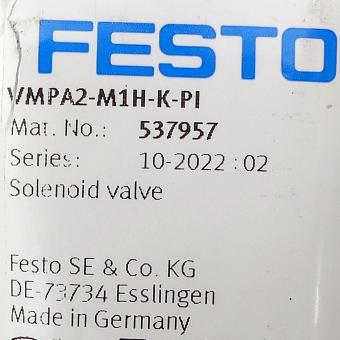 FESTO
VMPA2-M1H-K-PI
Mat. No.: 537957
Series: 10-2022 : 02
Solenoid valve
Festo SE & Co. KG
DE-73734 Esslingen
Made in Germany